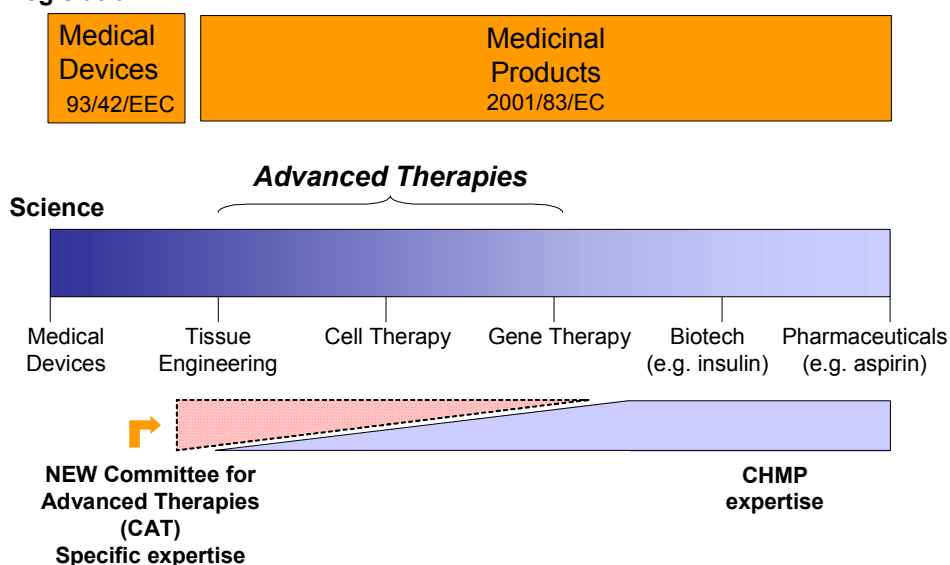 Medical
Devices
93/42/EEC
Medicinal
Products
2001/83/EC
Advanced Therapies
Science
Medical
Devices
Tissue
Engineering
Cell Therapy
Gene Therapy
Biotech
(e.g. insulin)
Pharmaceuticals
(e.g. aspirin)
NEW Committee for
Advanced Therapies
(CAT)
Specific expertise
CHMP
expertise